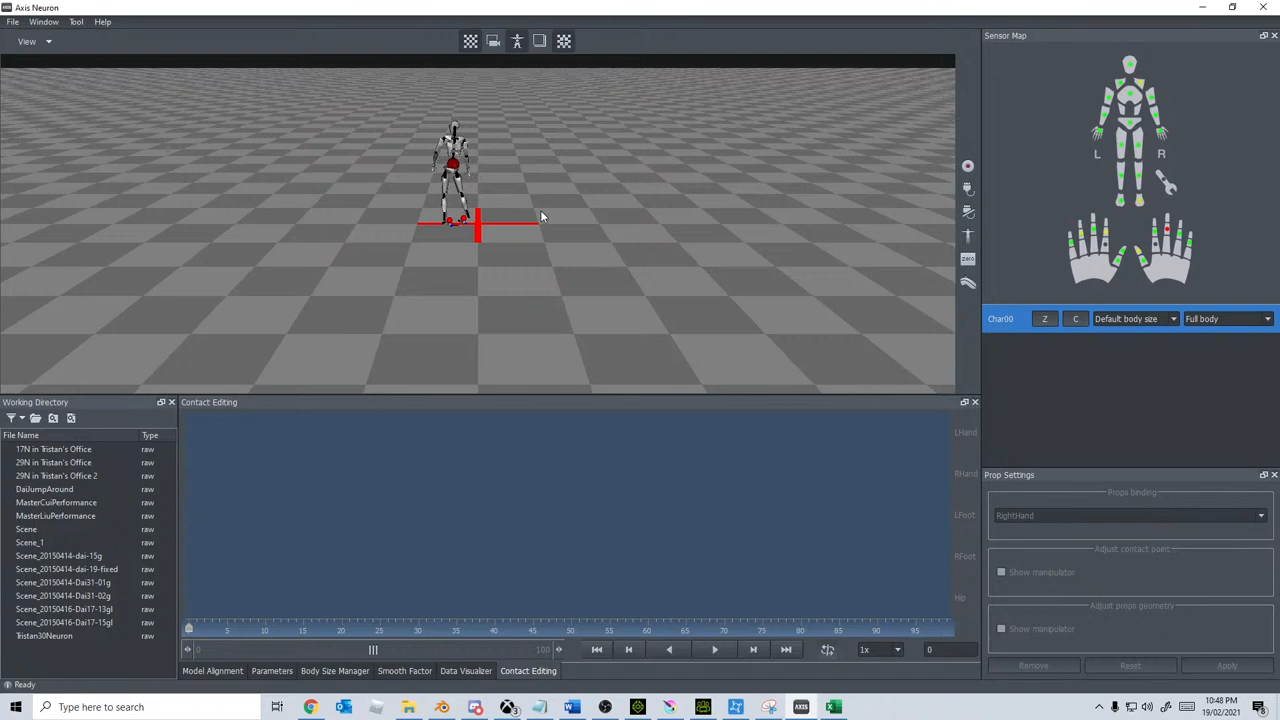 Axis Neuron
File Window Tool Help
View
Sensor Map
L R
ZERO
Char00 Z C Default body size Full body
Working Directory
File Name Type
17N in Tristan's Office raw
29N in Tristan's Office raw
29N in Tristan's Office 2 raw
DaiJumpAround raw
MasterCuiPerformance raw
MasterLiuPerformance raw
Scene raw
Scene_1 raw
Scene_20150414-dai-15g raw
Scene_20150414-dai-19-fixed raw
Scene_20150414-Dai31-01g raw
Scene_20150414-Dai31-02g raw
Scene_20150416-Dai17-13gl raw
Scene_20150622-Dai17-15gl raw
Tristan30Neuron raw
Contact Editing
LHand
RHand
LFoot
RFoot
Hip
5 10 15 20 25 30 35 40 45 50 55 60 65 70 75 80 85 90 95
0 100 1x 0
Model Alignment Parameters Body Size Manager Smooth Factor Data Visualizer Contact Editing
Prop Settings
Props binding
RightHand
Adjust contact point
Show manipulator
Adjust props geometry
Show manipulator
Remove Reset Apply
Ready
Type here to search
AXIS
10:48 PM
19/02/2021
8